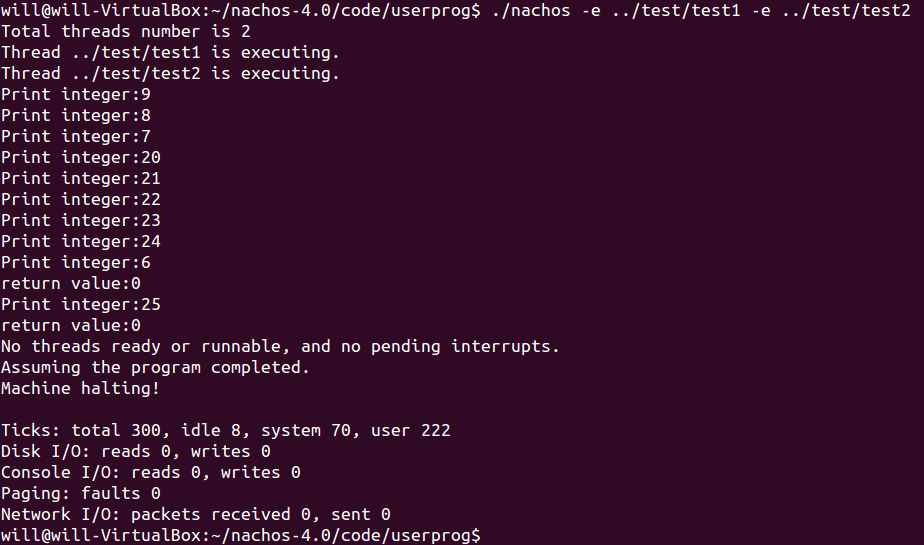 will@will-VirtualBox:~/nachos-4.0/code/userprog$ ./nachos -e ../test/test1 -e ../test/test2
Total threads number is 2
Thread ../test/test1 is executing.
Thread ../test/test2 is executing.
Print integer:9
Print integer:8
Print integer:7
Print integer:20
Print integer:21
Print integer:22
Print integer:23
Print integer:24
Print integer:6
return value:0
Print integer:25
return value:0
No threads ready or runnable, and no pending interrupts.
Assuming the program completed.
Machine halting!

Ticks: total 300, idle 8, system 70, user 222
Disk I/O: reads 0, writes 0
Console I/O: reads 0, writes 0
Paging: faults 0
Network I/O: packets received 0, sent 0
will@will-VirtualBox:~/nachos-4.0/code/userprog$